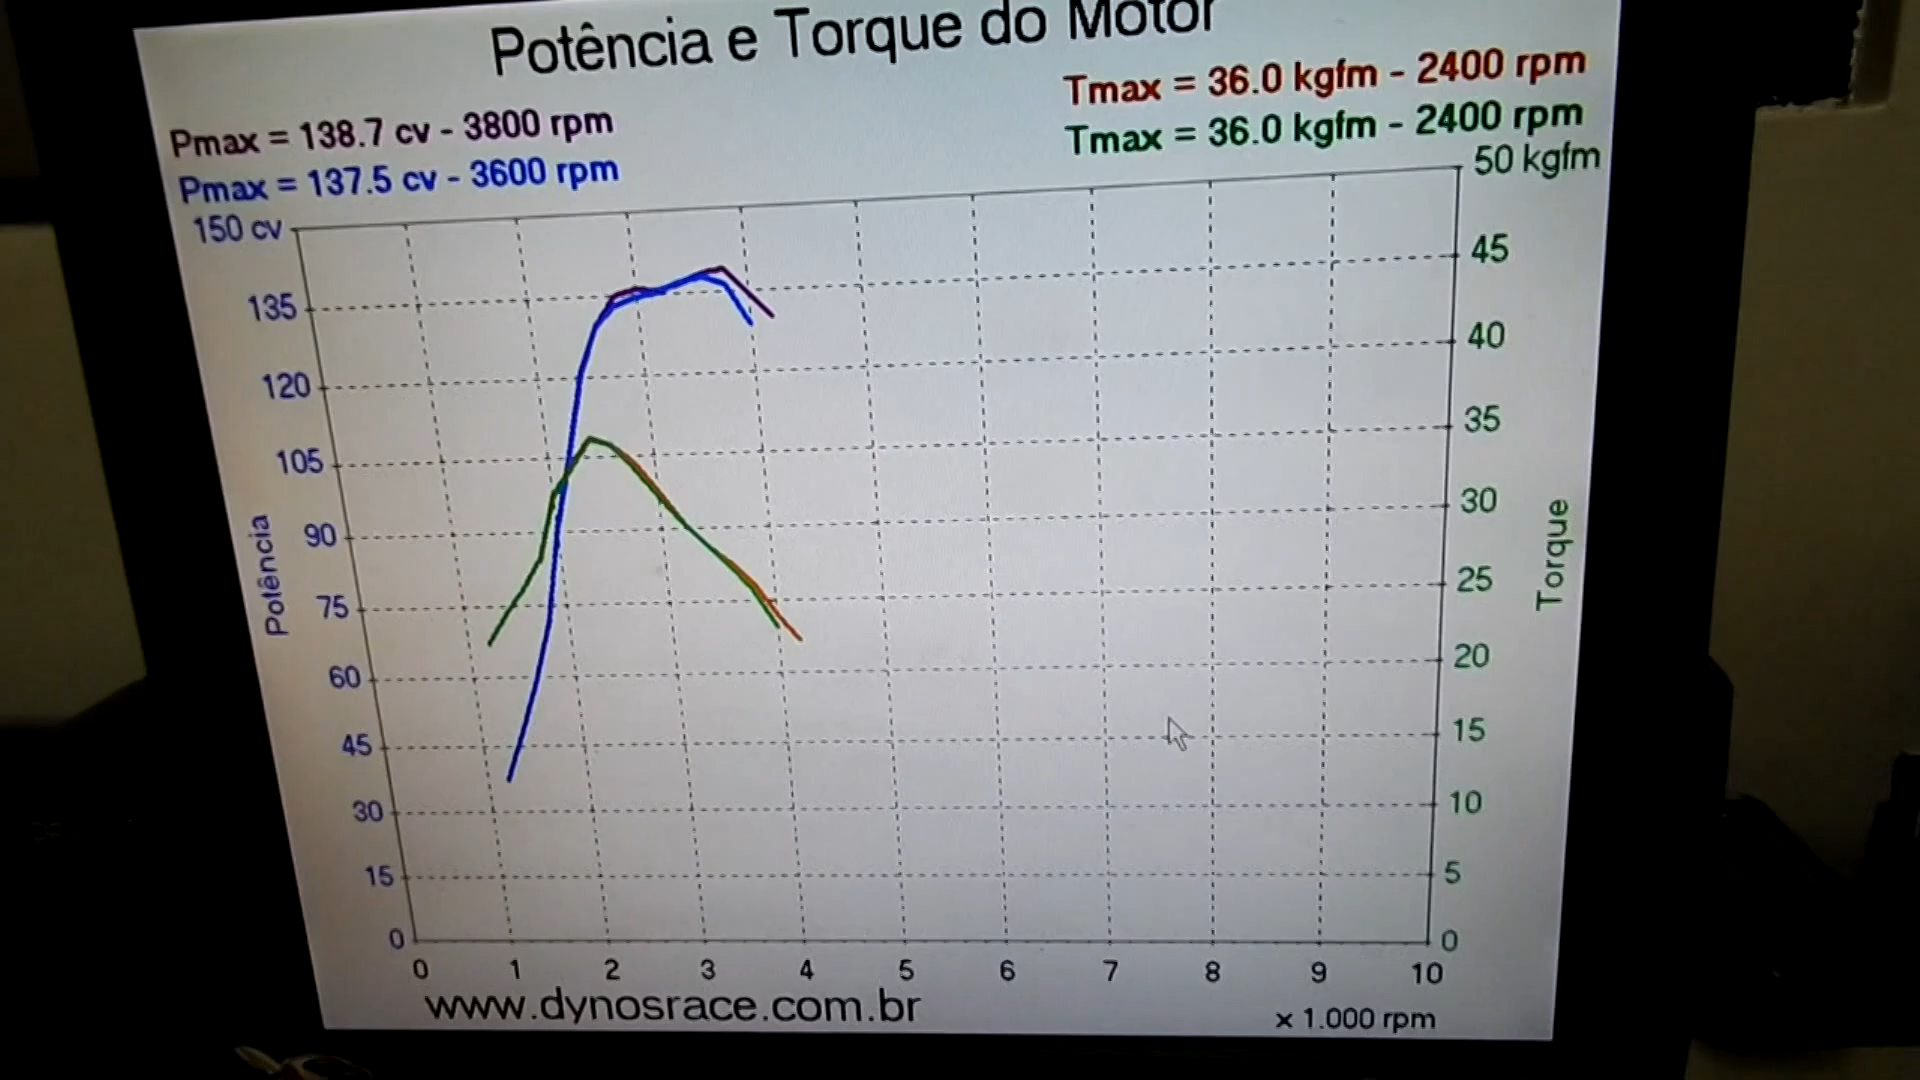 Potência e Torque do Motor
Tmax = 36.0 kgfm - 2400 rpm
Pmax = 138.7 cv - 3800 rpm
Tmax = 36.0 kgfm - 2400 rpm
Pmax = 137.5 cv - 3600 rpm
50 kgfm
150 cv
45
135
40
120
35
105
30
90
Potência
Torque
25
75
20
60
15
45
10
30
5
15
0
0
0 1 2 3 4 5 6 7 8 9 10
www.dynosrace.com.br
x 1.000 rpm